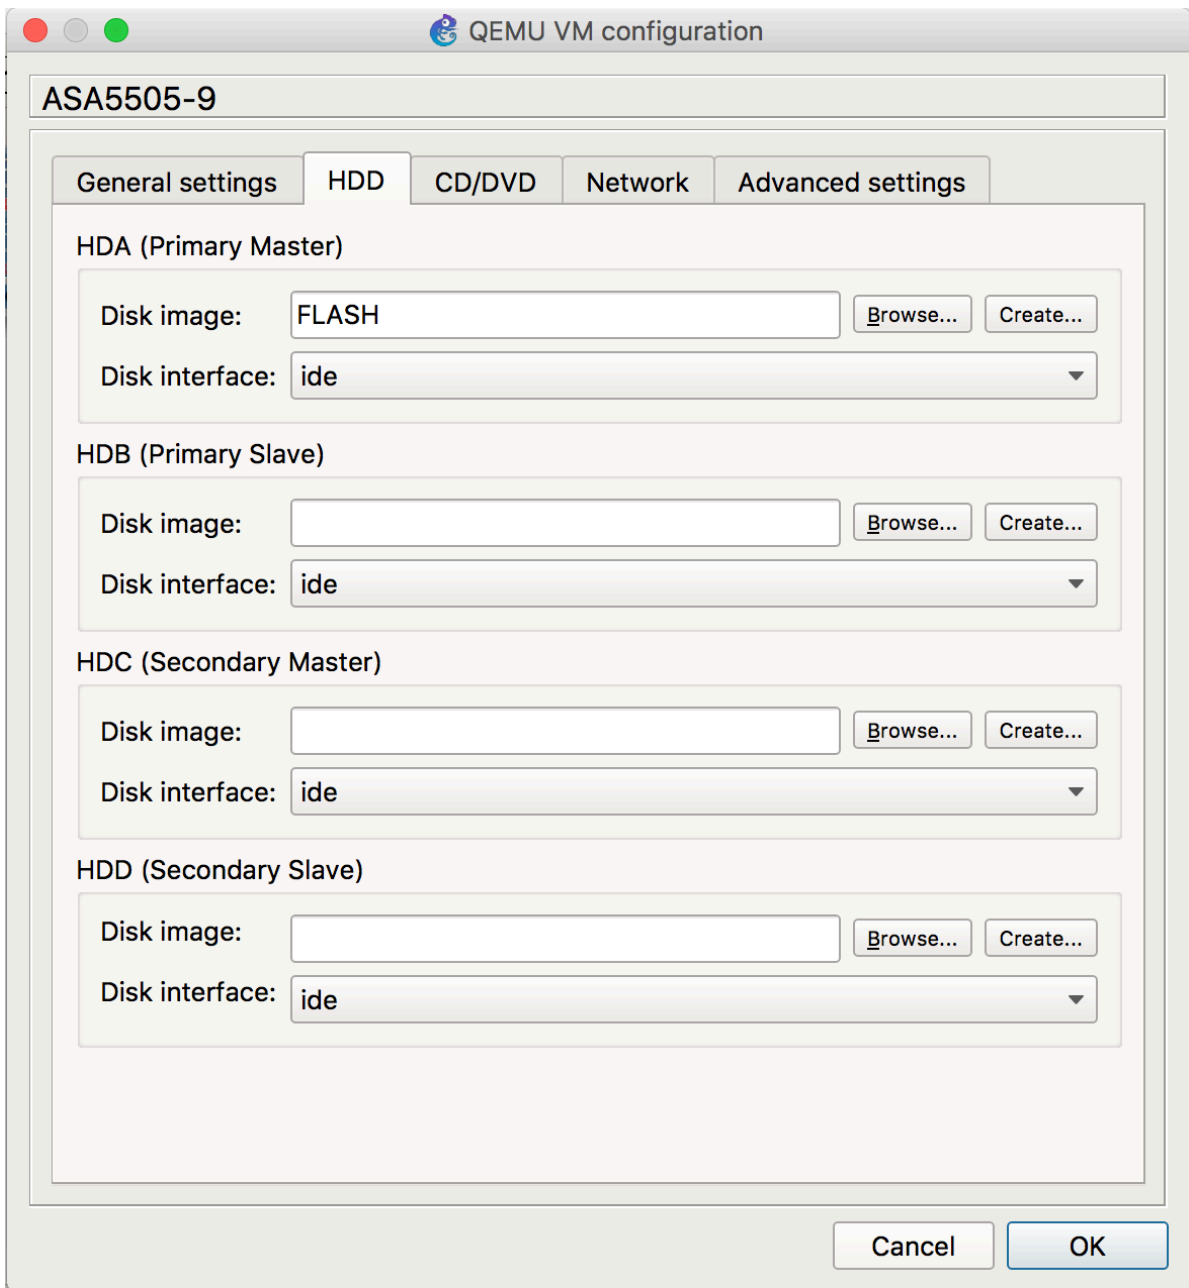 QEMU VM configuration
ASA5505-9
General settings HDD CD/DVD Network Advanced settings
HDA (Primary Master)
Disk image: FLASH Browse... Create...
Disk interface: ide
HDB (Primary Slave)
Disk image: Browse... Create...
Disk interface: ide
HDC (Secondary Master)
Disk image: Browse... Create...
Disk interface: ide
HDD (Secondary Slave)
Disk image: Browse... Create...
Disk interface: ide
Cancel OK